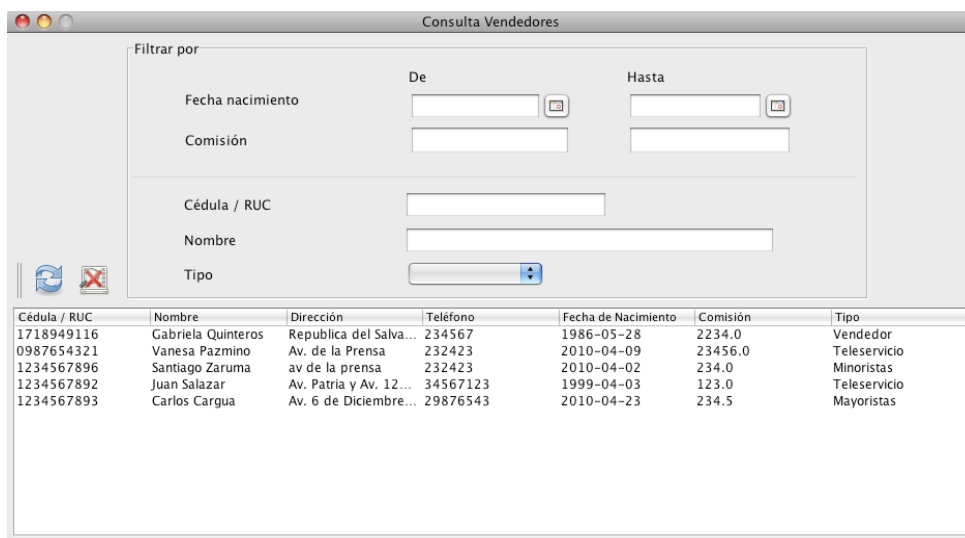 Consulta Vendedores
Filtrar por
De Hasta
Fecha nacimiento
Comisión
Cédula / RUC
Nombre
Tipo
Cédula / RUC Nombre Dirección Teléfono Fecha de Nacimiento Comisión Tipo
1718949116 Gabriela Quinteros Republica del Salva... 234567 1986-05-28 2234.0 Vendedor
0987654321 Vanesa Pazmino Av. de la Prensa 232423 2010-04-09 23456.0 Teleservicio
1234567896 Santiago Zaruma av de la prensa 232423 2010-04-02 234.0 Minoristas
1234567892 Juan Salazar Av. Patria y Av. 12... 34567123 1999-04-03 123.0 Teleservicio
1234567893 Carlos Cargua Av. 6 de Diciembre... 29876543 2010-04-23 234.5 Mayoristas